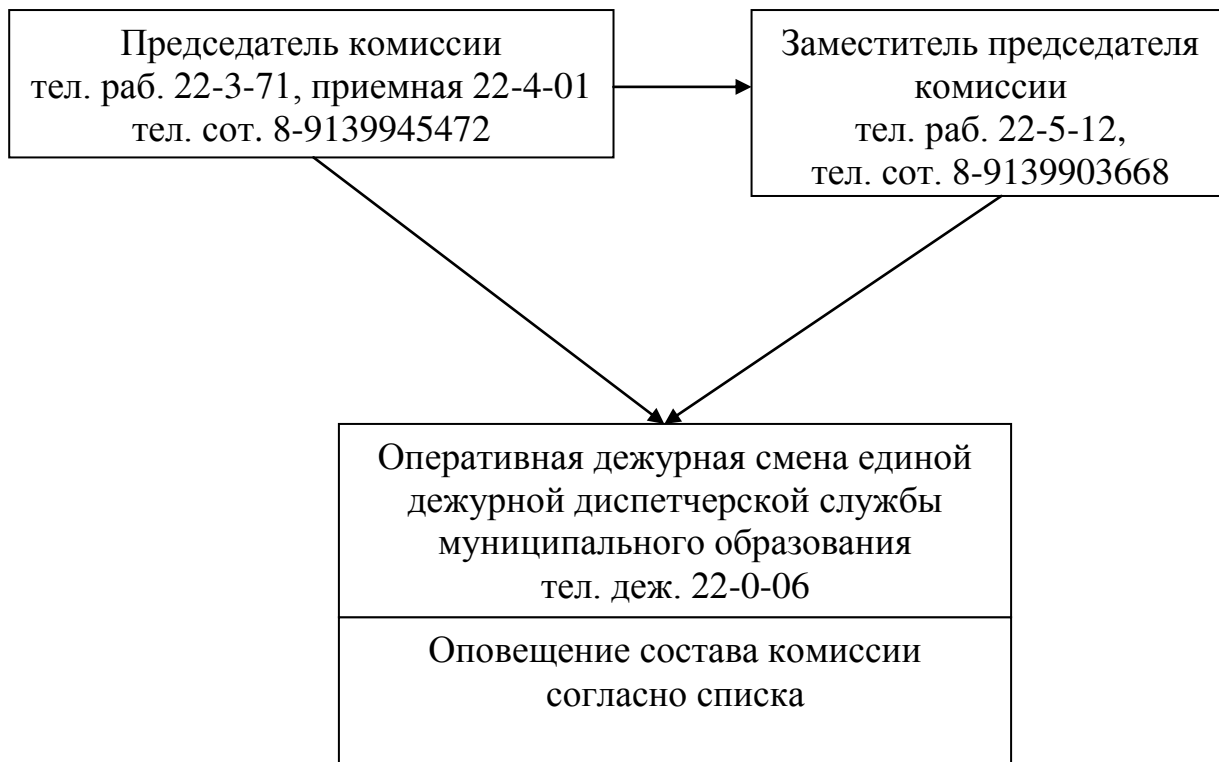 Председатель комиссии
тел. раб. 22-3-71, приемная 22-4-01
тел. сот. 8-9139945472
Заместитель председателя
комиссии
тел. раб. 22-5-12,
тел. сот. 8-9139903668
Оперативная дежурная смена единой
дежурной диспетчерской службы
муниципального образования
тел. деж. 22-0-06
Оповещение состава комиссии
согласно списка